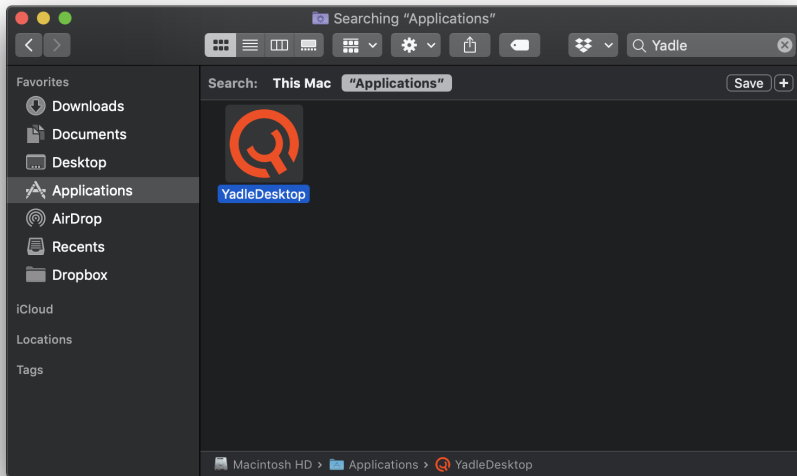 Searching “Applications”
Yadle
Favorites
Downloads
Documents
Desktop
Applications
AirDrop
Recents
Dropbox
iCloud
Locations
Tags
Search: This Mac “Applications” Save +
YadleDesktop
Macintosh HD › Applications › YadleDesktop